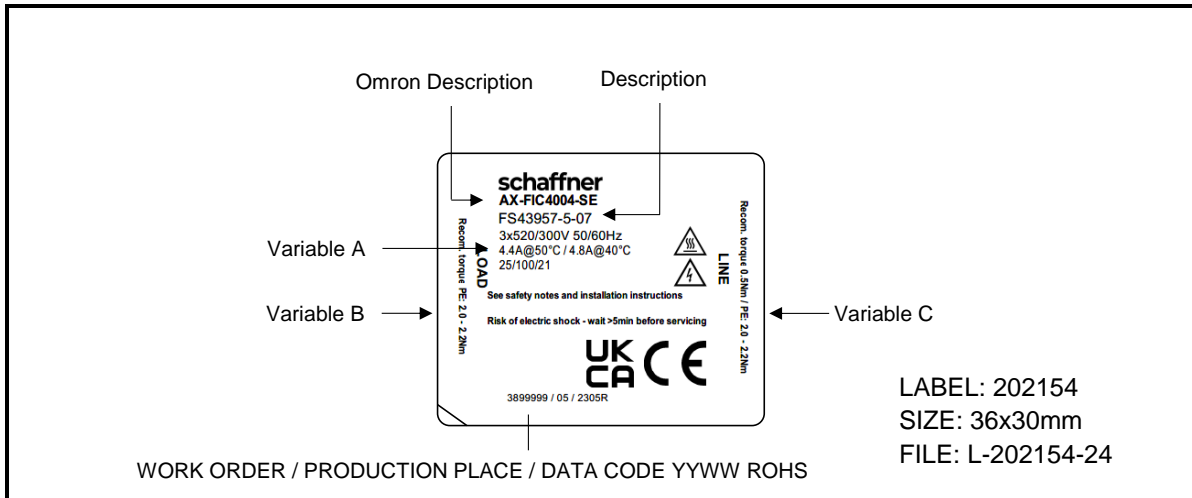 Omron Description
Description
schaffner
AX-FIC4004-SE
FS43957-5-07
3x520/300V 50/60Hz
4.4A@50°C / 4.8A@40°C
25/100/21
Variable A
LOAD
LINE
Recom. torque PE: 2.0 - 2.2Nm
Recom. torque 0.5Nm / PE: 2.0 - 2.2Nm
See safety notes and installation instructions
Variable B
Variable C
Risk of electric shock - wait >5min before servicing
UK
CA
CE
3899999 / 05 / 2305R
LABEL: 202154
SIZE: 36x30mm
FILE: L-202154-24
WORK ORDER / PRODUCTION PLACE / DATA CODE YYWW ROHS